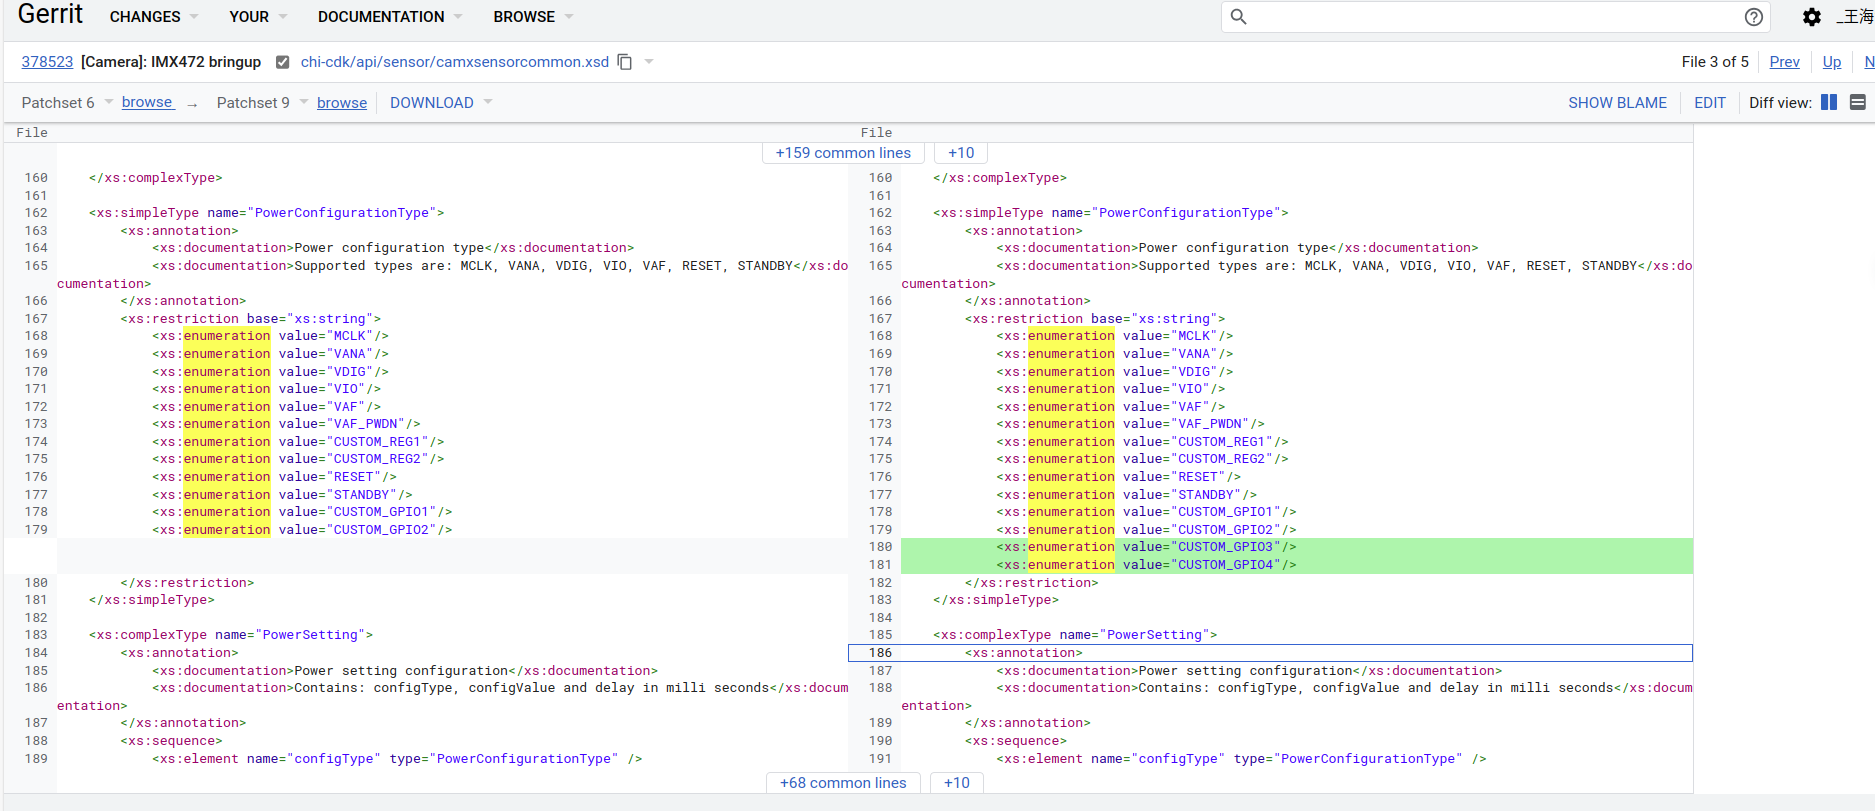 Gerrit CHANGES YOUR DOCUMENTATION BROWSE _王海
378523 [Camera]: IMX472 bringup chi-cdk/api/sensor/camxsensorcommon.xsd File 3 of 5 Prev Up N
Patchset 6 browse → Patchset 9 browse DOWNLOAD SHOW BLAME EDIT Diff view:
File File
+159 common lines +10
160 </xs:complexType> 160 </xs:complexType>
161 161
162 <xs:simpleType name="PowerConfigurationType"> 162 <xs:simpleType name="PowerConfigurationType">
163 <xs:annotation> 163 <xs:annotation>
164 <xs:documentation>Power configuration type</xs:documentation> 164 <xs:documentation>Power configuration type</xs:documentation>
165 <xs:documentation>Supported types are: MCLK, VANA, VDIG, VIO, VAF, RESET, STANDBY</xs:do 165 <xs:documentation>Supported types are: MCLK, VANA, VDIG, VIO, VAF, RESET, STANDBY</xs:do
cumentation> cumentation>
166 </xs:annotation> 166 </xs:annotation>
167 <xs:restriction base="xs:string"> 167 <xs:restriction base="xs:string">
168 <xs:enumeration value="MCLK"/> 168 <xs:enumeration value="MCLK"/>
169 <xs:enumeration value="VANA"/> 169 <xs:enumeration value="VANA"/>
170 <xs:enumeration value="VDIG"/> 170 <xs:enumeration value="VDIG"/>
171 <xs:enumeration value="VIO"/> 171 <xs:enumeration value="VIO"/>
172 <xs:enumeration value="VAF"/> 172 <xs:enumeration value="VAF"/>
173 <xs:enumeration value="VAF_PWDN"/> 173 <xs:enumeration value="VAF_PWDN"/>
174 <xs:enumeration value="CUSTOM_REG1"/> 174 <xs:enumeration value="CUSTOM_REG1"/>
175 <xs:enumeration value="CUSTOM_REG2"/> 175 <xs:enumeration value="CUSTOM_REG2"/>
176 <xs:enumeration value="RESET"/> 176 <xs:enumeration value="RESET"/>
177 <xs:enumeration value="STANDBY"/> 177 <xs:enumeration value="STANDBY"/>
178 <xs:enumeration value="CUSTOM_GPIO1"/> 178 <xs:enumeration value="CUSTOM_GPIO1"/>
179 <xs:enumeration value="CUSTOM_GPIO2"/> 179 <xs:enumeration value="CUSTOM_GPIO2"/>
180 <xs:enumeration value="CUSTOM_GPIO3"/>
181 <xs:enumeration value="CUSTOM_GPIO4"/>
180 </xs:restriction> 182 </xs:restriction>
181 </xs:simpleType> 183 </xs:simpleType>
182 184
183 <xs:complexType name="PowerSetting"> 185 <xs:complexType name="PowerSetting">
184 <xs:annotation> 186 <xs:annotation>
185 <xs:documentation>Power setting configuration</xs:documentation> 187 <xs:documentation>Power setting configuration</xs:documentation>
186 <xs:documentation>Contains: configType, configValue and delay in milli seconds</xs:docum 188 <xs:documentation>Contains: configType, configValue and delay in milli seconds</xs:docum
entation> entation>
187 </xs:annotation> 189 </xs:annotation>
188 <xs:sequence> 190 <xs:sequence>
189 <xs:element name="configType" type="PowerConfigurationType" /> 191 <xs:element name="configType" type="PowerConfigurationType" />
+68 common lines +10